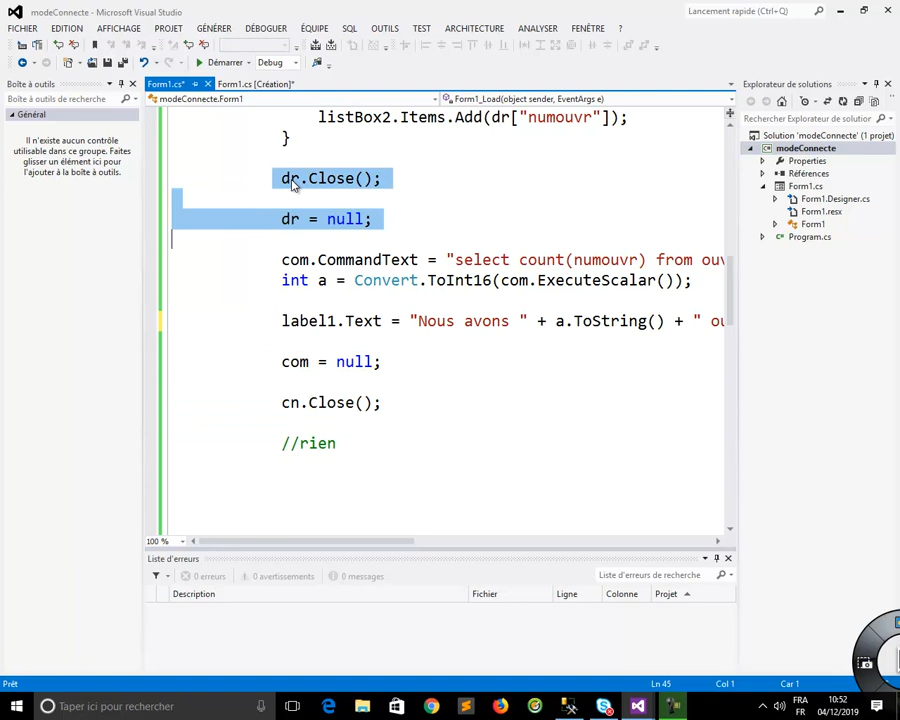 modeConnecte - Microsoft Visual Studio
Lancement rapide (Ctrl+Q)
FICHIER EDITION AFFICHAGE PROJET GÉNÉRER DÉBOGUER ÉQUIPE SQL OUTILS TEST ARCHITECTURE ANALYSER FENÊTRE ?
Démarrer Debug
Boîte à outils
Form1.cs* Form1.cs [Création]*
Explorateur de solutions
Boîte à outils de recherche
modeConnecte.Form1 Form1_Load(object sender, EventArgs e)
Général
Rechercher Explorateur de solutions
Il n'existe aucun contrôle
utilisable dans ce groupe. Faites
glisser un élément ici pour
l'ajouter à la boîte à outils.
Solution 'modeConnecte' (1 projet)
modeConnecte
Properties
Références
Form1.cs
Form1.Designer.cs
Form1.resx
Form1
Program.cs
listBox2.Items.Add(dr["numouvr"]);
}
dr.Close();
dr = null;
com.CommandText = "select count(numouvr) from ouv
int a = Convert.ToInt16(com.ExecuteScalar());
label1.Text = "Nous avons " + a.ToString() + " ou
com = null;
cn.Close();
//rien
100 %
Liste d'erreurs
0 erreurs 0 avertissements 0 messages
Liste d'erreurs de recherche
Description Fichier Ligne Colonne Projet
Prêt Ln 45 Col 1 Car 1
Taper ici pour rechercher
FRA 10:52
FR 04/12/2019